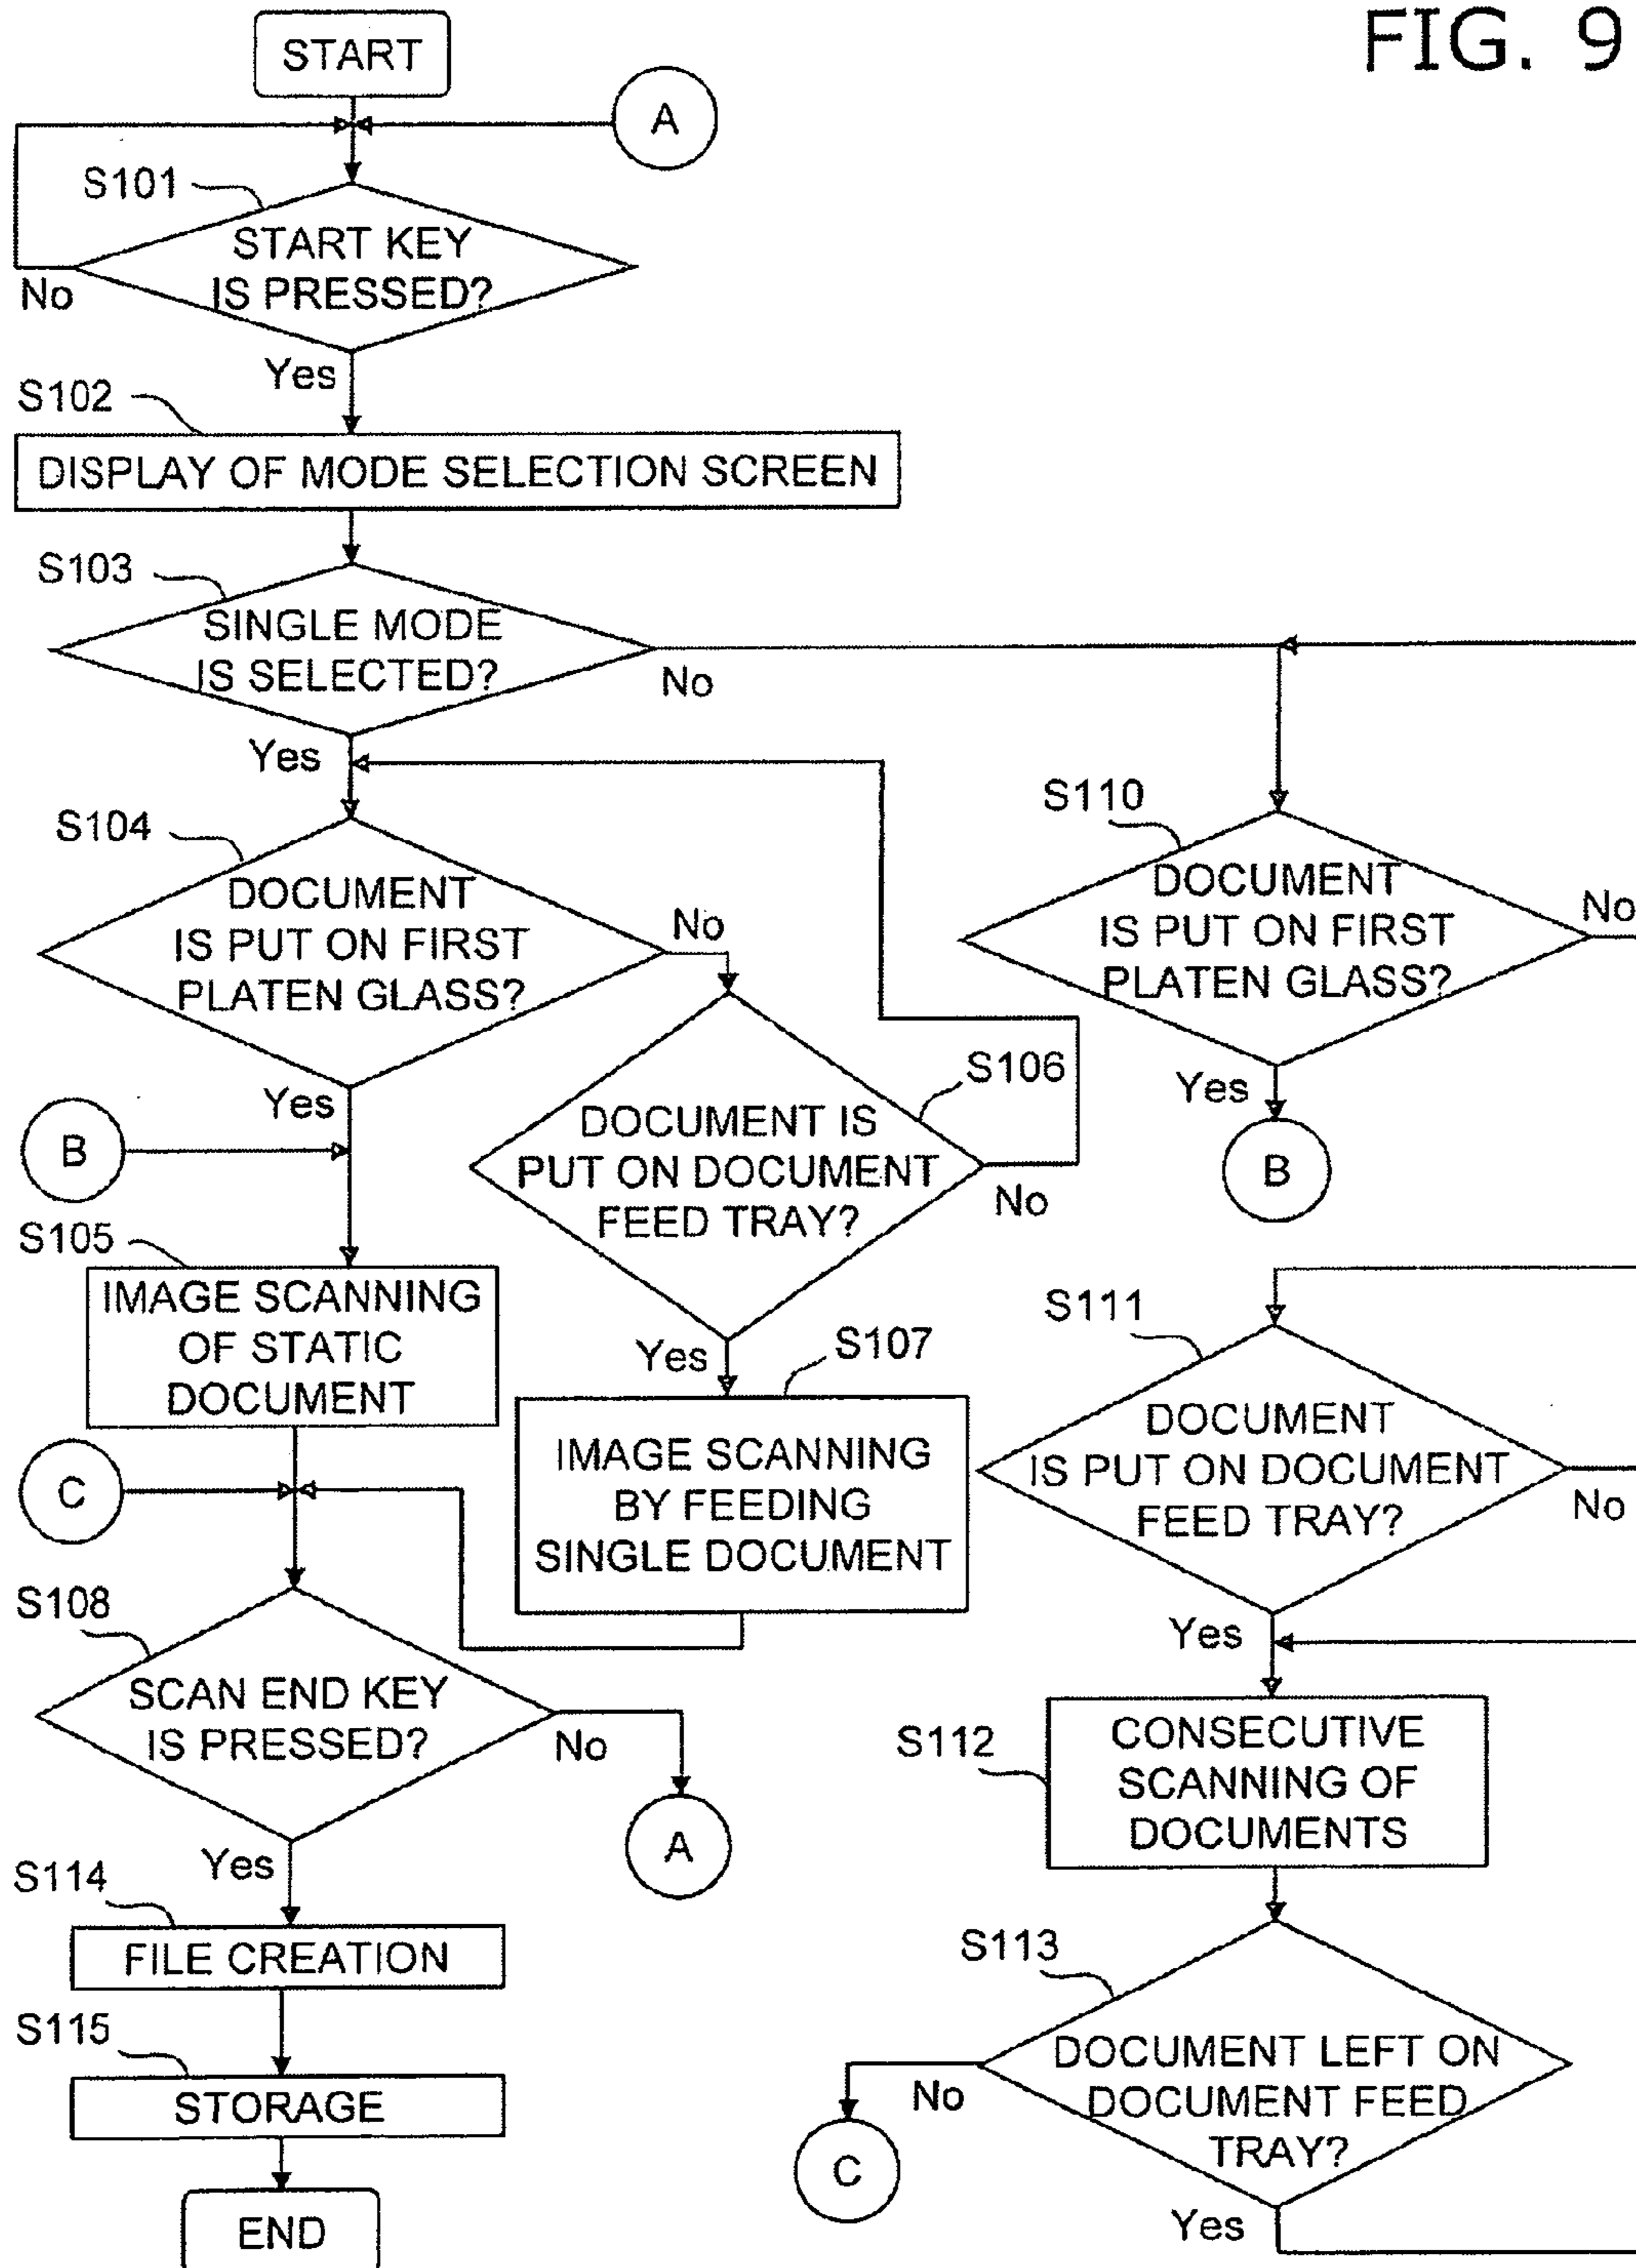 FIG. 9
START
A
S101
START KEY
IS PRESSED?
No
Yes
S102
DISPLAY OF MODE SELECTION SCREEN
S103
SINGLE MODE
IS SELECTED?
No
Yes
S104
DOCUMENT
IS PUT ON FIRST
PLATEN GLASS?
No
Yes
B
S105
IMAGE SCANNING
OF STATIC
DOCUMENT
S106
DOCUMENT IS
PUT ON DOCUMENT
FEED TRAY?
No
Yes
S107
IMAGE SCANNING
BY FEEDING
SINGLE DOCUMENT
C
S108
SCAN END KEY
IS PRESSED?
No
A
Yes
S114
FILE CREATION
S115
STORAGE
END
S110
DOCUMENT
IS PUT ON FIRST
PLATEN GLASS?
No
Yes
B
S111
DOCUMENT
IS PUT ON DOCUMENT
FEED TRAY?
No
Yes
S112
CONSECUTIVE
SCANNING OF
DOCUMENTS
S113
DOCUMENT LEFT ON
DOCUMENT FEED
TRAY?
No
C
Yes